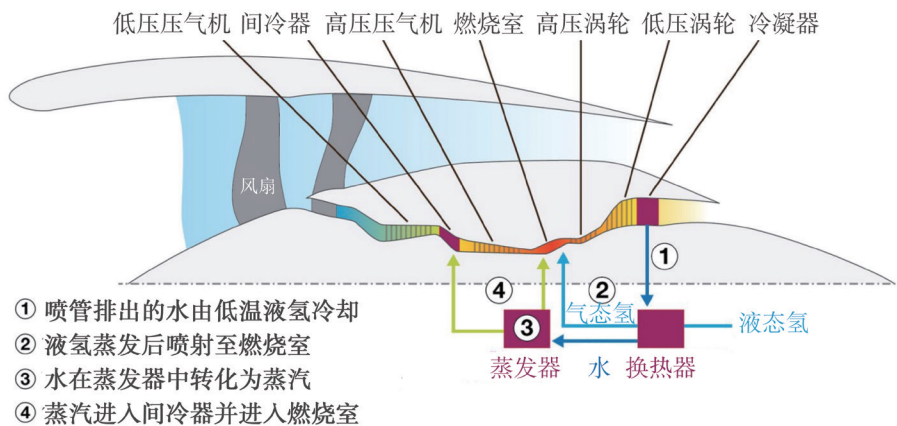 低压压气机 间冷器 高压压气机 燃烧室 高压涡轮 低压涡轮 冷凝器
风扇
①
④
②
气态氢
③
液态氢
蒸发器 水 换热器
① 喷管排出的水由低温液氢冷却
② 液氢蒸发后喷射至燃烧室
③ 水在蒸发器中转化为蒸汽
④ 蒸汽进入间冷器并进入燃烧室